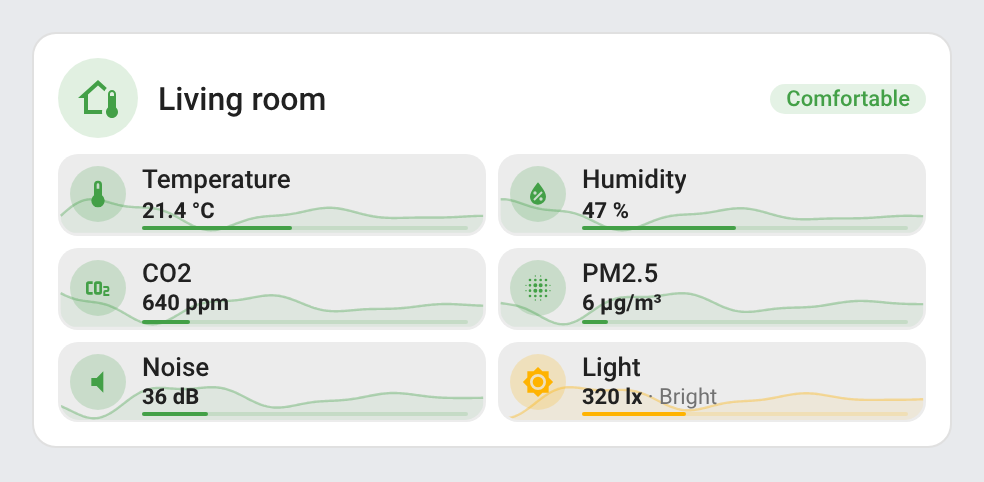 Living room
Comfortable
Temperature
21.4 °C
Humidity
47 %
CO2
640 ppm
PM2.5
6 µg/m³
Noise
36 dB
Light
320 lx · Bright